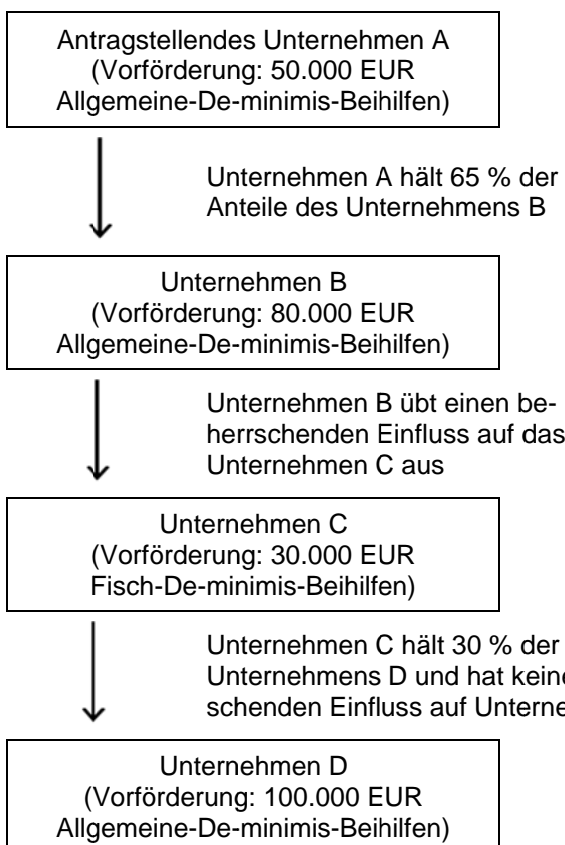 Antragstellendes Unternehmen A
(Vorförderung: 50.000 EUR
Allgemeine-De-minimis-Beihilfen)
Unternehmen A hält 65 % der
Anteile des Unternehmens B
Unternehmen B
(Vorförderung: 80.000 EUR
Allgemeine-De-minimis-Beihilfen)
Unternehmen B übt einen be-
herrschenden Einfluss auf das
Unternehmen C aus
Unternehmen C
(Vorförderung: 30.000 EUR
Fisch-De-minimis-Beihilfen)
Unternehmen C hält 30 % der
Unternehmens D und hat keine
schenden Einfluss auf Unterne
Unternehmen D
(Vorförderung: 100.000 EUR
Allgemeine-De-minimis-Beihilfen)